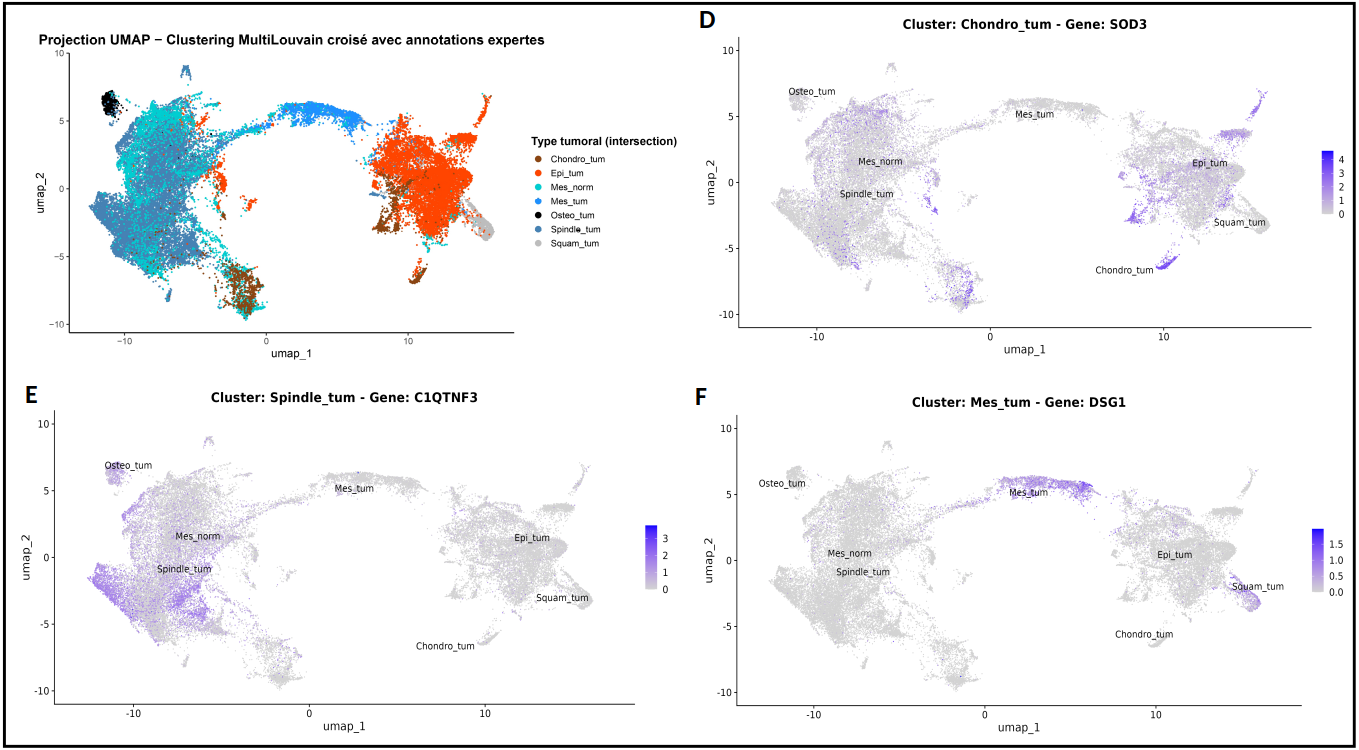 Projection UMAP − Clustering MultiLouvain croisé avec annotations expertes
10
5
0
−5
−10
umap_2
−10
0
10
umap_1
Type tumoral (intersection)
Chondro_tum
Epi_tum
Mes_norm
Mes_tum
Osteo_tum
Spindle_tum
Squam_tum
D
Cluster: Chondro_tum - Gene: SOD3
10
5
0
-5
-10
umap_2
Osteo_tum
Mes_tum
Mes_norm
Epi_tum
Spindle_tum
Squam_tum
Chondro_tum
-10
0
10
umap_1
4
3
2
1
0
E
Cluster: Spindle_tum - Gene: C1QTNF3
10
5
0
-5
-10
umap_2
Osteo_tum
Mes_tum
Mes_norm
Epi_tum
Spindle_tum
Squam_tum
Chondro_tum
-10
0
10
umap_1
3
2
1
0
F
Cluster: Mes_tum - Gene: DSG1
10
5
0
-5
-10
umap_2
Osteo_tum
Mes_tum
Mes_norm
Epi_tum
Spindle_tum
Squam_tum
Chondro_tum
-10
0
10
umap_1
1.5
1.0
0.5
0.0